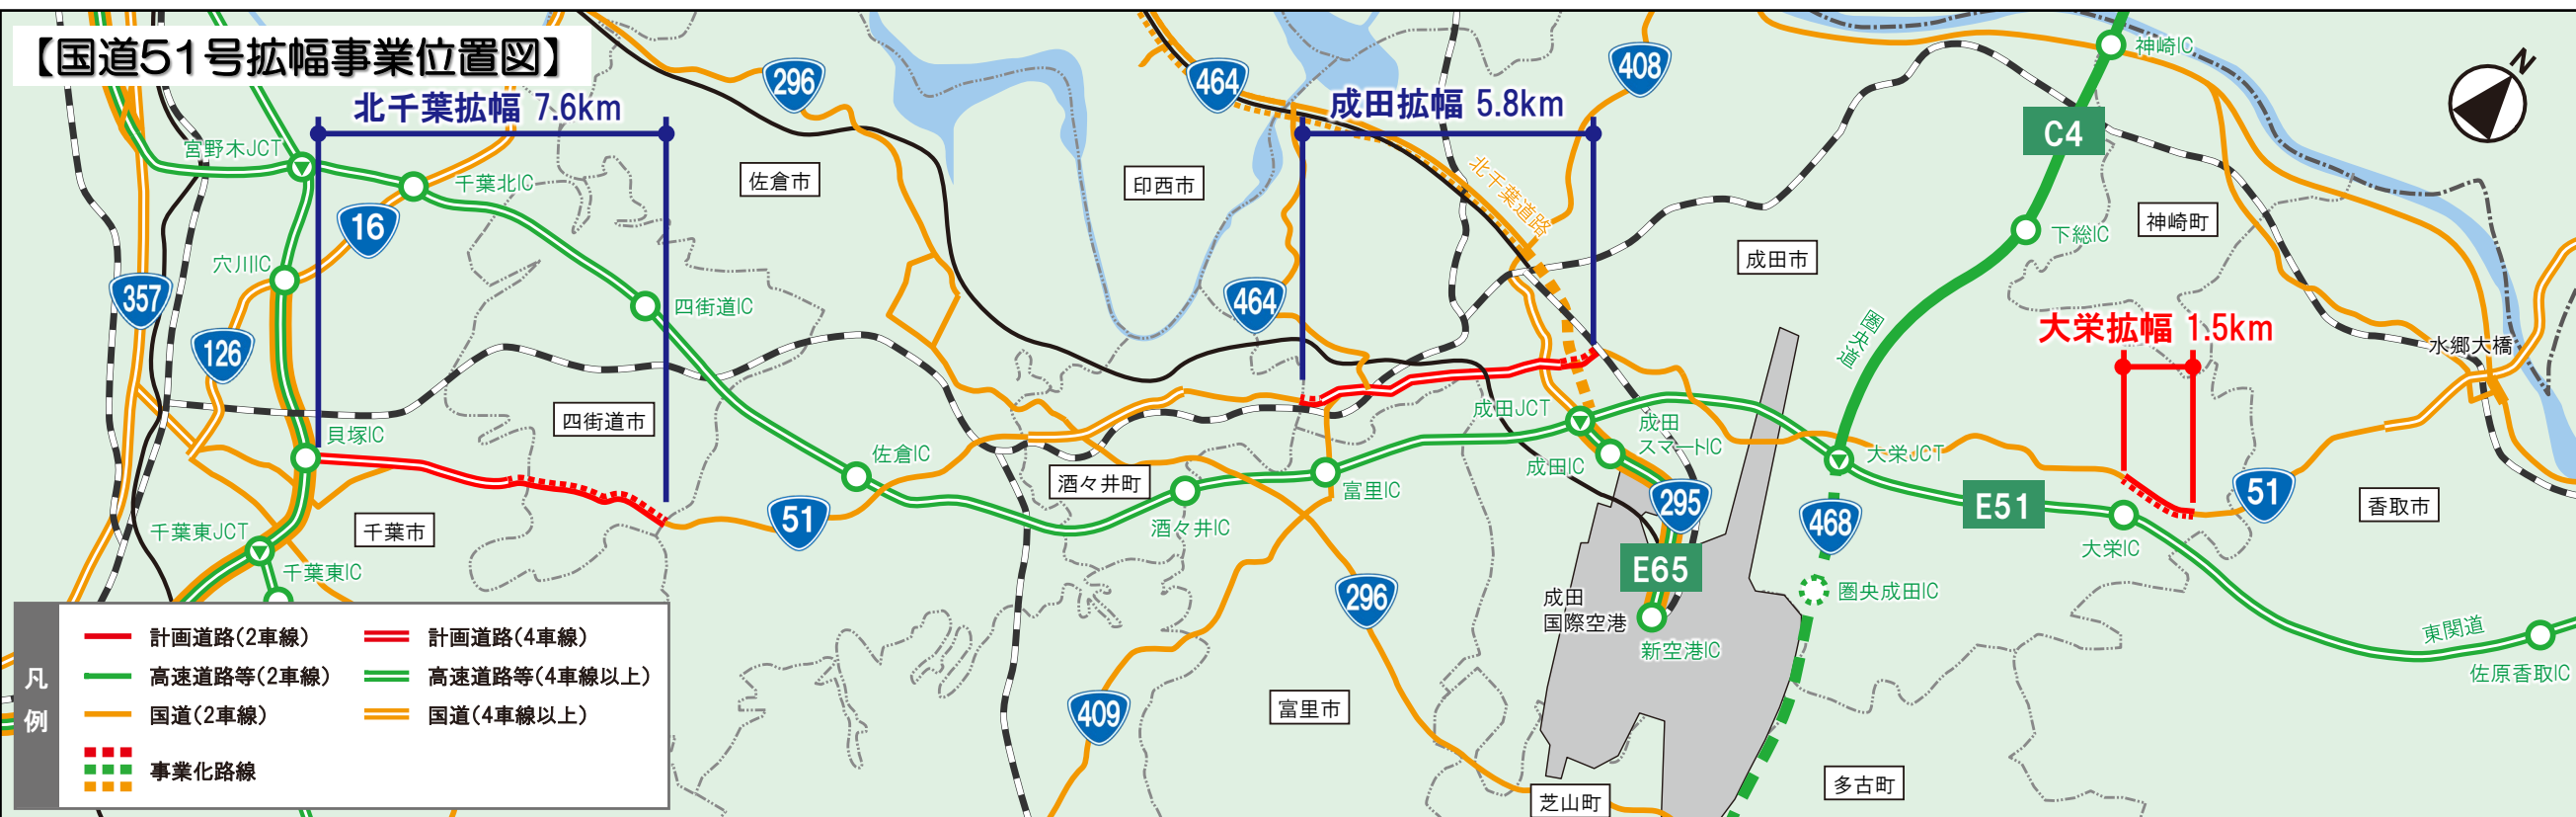 【国道51号拡幅事業位置図】
北千葉拡幅 7.6km
成田拡幅 5.8km
大栄拡幅 1.5km
宮野木JCT
千葉北IC
穴川IC
四街道IC
貝塚IC
千葉東JCT
千葉東IC
佐倉IC
酒々井IC
富里IC
成田JCT
成田IC
成田
スマートIC
新空港IC
大栄JCT
大栄IC
圏央成田IC
下総IC
神崎IC
佐原香取IC
東関道
圏央道
北千葉道路
水郷大橋
成田
国際空港
佐倉市
印西市
成田市
神崎町
四街道市
千葉市
酒々井町
富里市
芝山町
多古町
香取市
296
464
408
16
357
126
464
51
51
295
468
296
409
C4
E51
E65
N
凡例
計画道路(2車線)
計画道路(4車線)
高速道路等(2車線)
高速道路等(4車線以上)
国道(2車線)
国道(4車線以上)
事業化路線